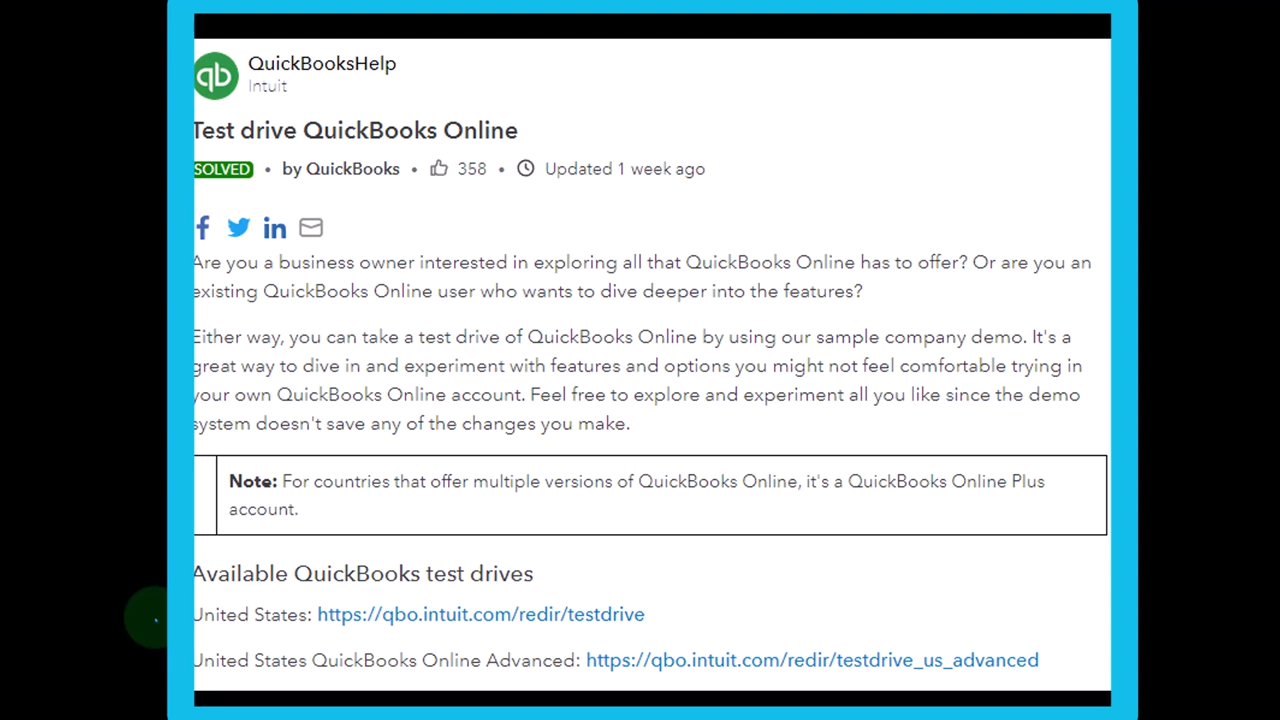 qb
QuickBooksHelp
Intuit
Test drive QuickBooks Online
SOLVED • by QuickBooks • 358 • Updated 1 week ago
f in
Are you a business owner interested in exploring all that QuickBooks Online has to offer? Or are you an
existing QuickBooks Online user who wants to dive deeper into the features?
Either way, you can take a test drive of QuickBooks Online by using our sample company demo. It's a
great way to dive in and experiment with features and options you might not feel comfortable trying in
your own QuickBooks Online account. Feel free to explore and experiment all you like since the demo
system doesn't save any of the changes you make.
Note: For countries that offer multiple versions of QuickBooks Online, it's a QuickBooks Online Plus
account.
Available QuickBooks test drives
United States: https://qbo.intuit.com/redir/testdrive
United States QuickBooks Online Advanced: https://qbo.intuit.com/redir/testdrive_us_advanced